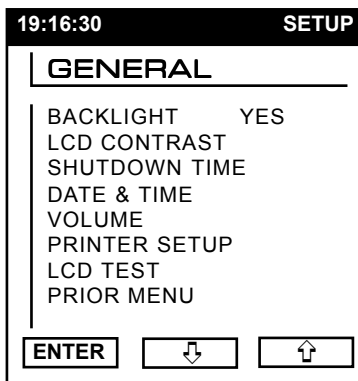 19:16:30 SETUP
GENERAL
BACKLIGHT YES
LCD CONTRAST
SHUTDOWN TIME
DATE & TIME
VOLUME
PRINTER SETUP
LCD TEST
PRIOR MENU
ENTER